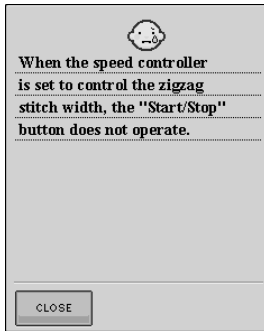 When the speed controller
is set to control the zigzag
stitch width, the "Start/Stop"
button does not operate.
CLOSE